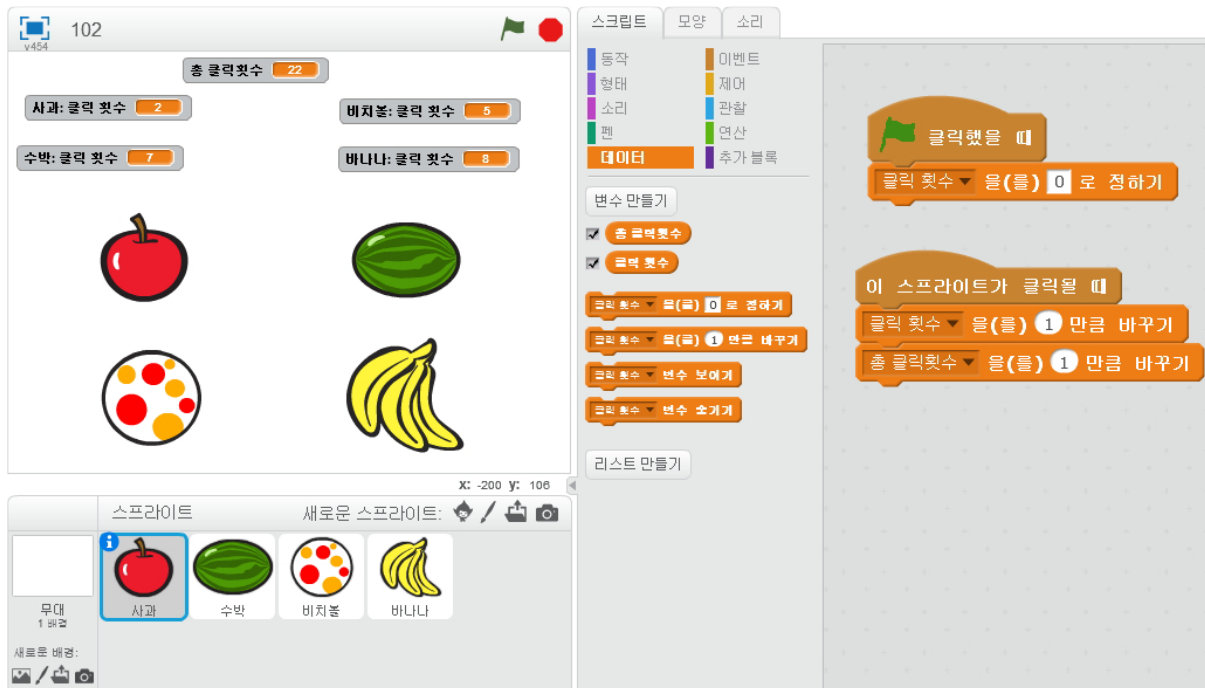 102
v454
총 클릭횟수 22
사과: 클릭 횟수 2
비치볼: 클릭 횟수 5
수박: 클릭 횟수 7
바나나: 클릭 횟수 8
x: -200 y: 106
스프라이트
새로운 스프라이트:
무대
1 배경
사과
수박
비치볼
바나나
새로운 배경:
스크립트
모양
소리
동작
이벤트
형태
제어
소리
관찰
펜
연산
데이터
추가 블록
변수 만들기
총 클릭횟수
클릭 횟수
클릭 횟수 을(를) 0 로 정하기
클릭 횟수 을(를) 1 만큼 바꾸기
클릭 횟수 변수 보이기
클릭 횟수 변수 숨기기
리스트 만들기
클릭했을 때
클릭 횟수 을(를) 0 로 정하기
이 스프라이트가 클릭될 때
클릭 횟수 을(를) 1 만큼 바꾸기
총 클릭횟수 을(를) 1 만큼 바꾸기